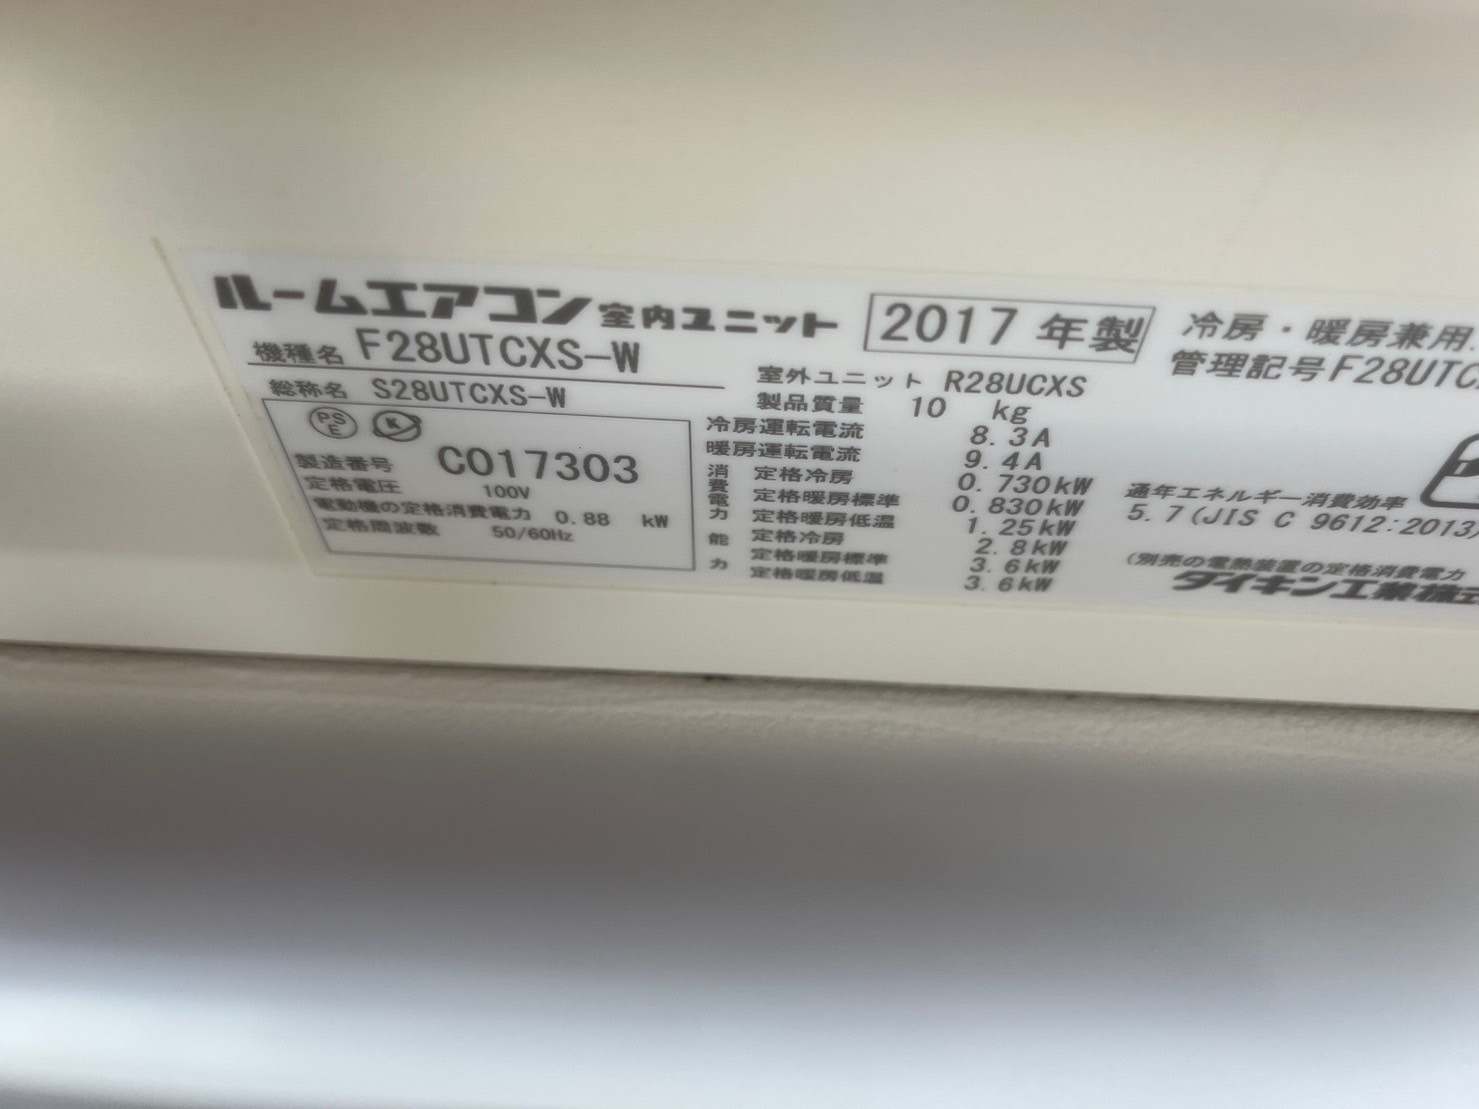 ルームエアコン 室内ユニット 2017 年製 冷房・暖房兼用
機種名 F28UTCXS-W 管理記号 F28UTC
総称名 S28UTCXS-W 室外ユニット R28UCXS
製品質量 10 kg
PSE K
冷房運転電流 8.3A
暖房運転電流 9.4A
製造番号 C017303
定格電圧 100V
電動機の定格消費電力 0.88 kW
定格周波数 50/60Hz
消費電力 定格冷房 0.730kW
定格暖房標準 0.830kW
定格暖房低温 1.25kW
能力 定格冷房 2.8kW
定格暖房標準 3.6kW
定格暖房低温 3.6kW
通年エネルギー消費効率
5.7(JIS C 9612:2013)
(別売の電熱装置の定格消費電力
ダイキン工業株式